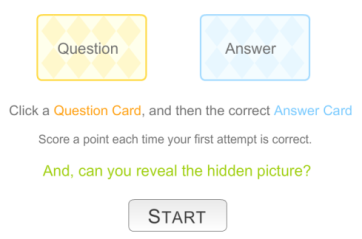 Question Answer
Click a Question Card, and then the correct Answer Card
Score a point each time your first attempt is correct.
And, can you reveal the hidden picture?
START